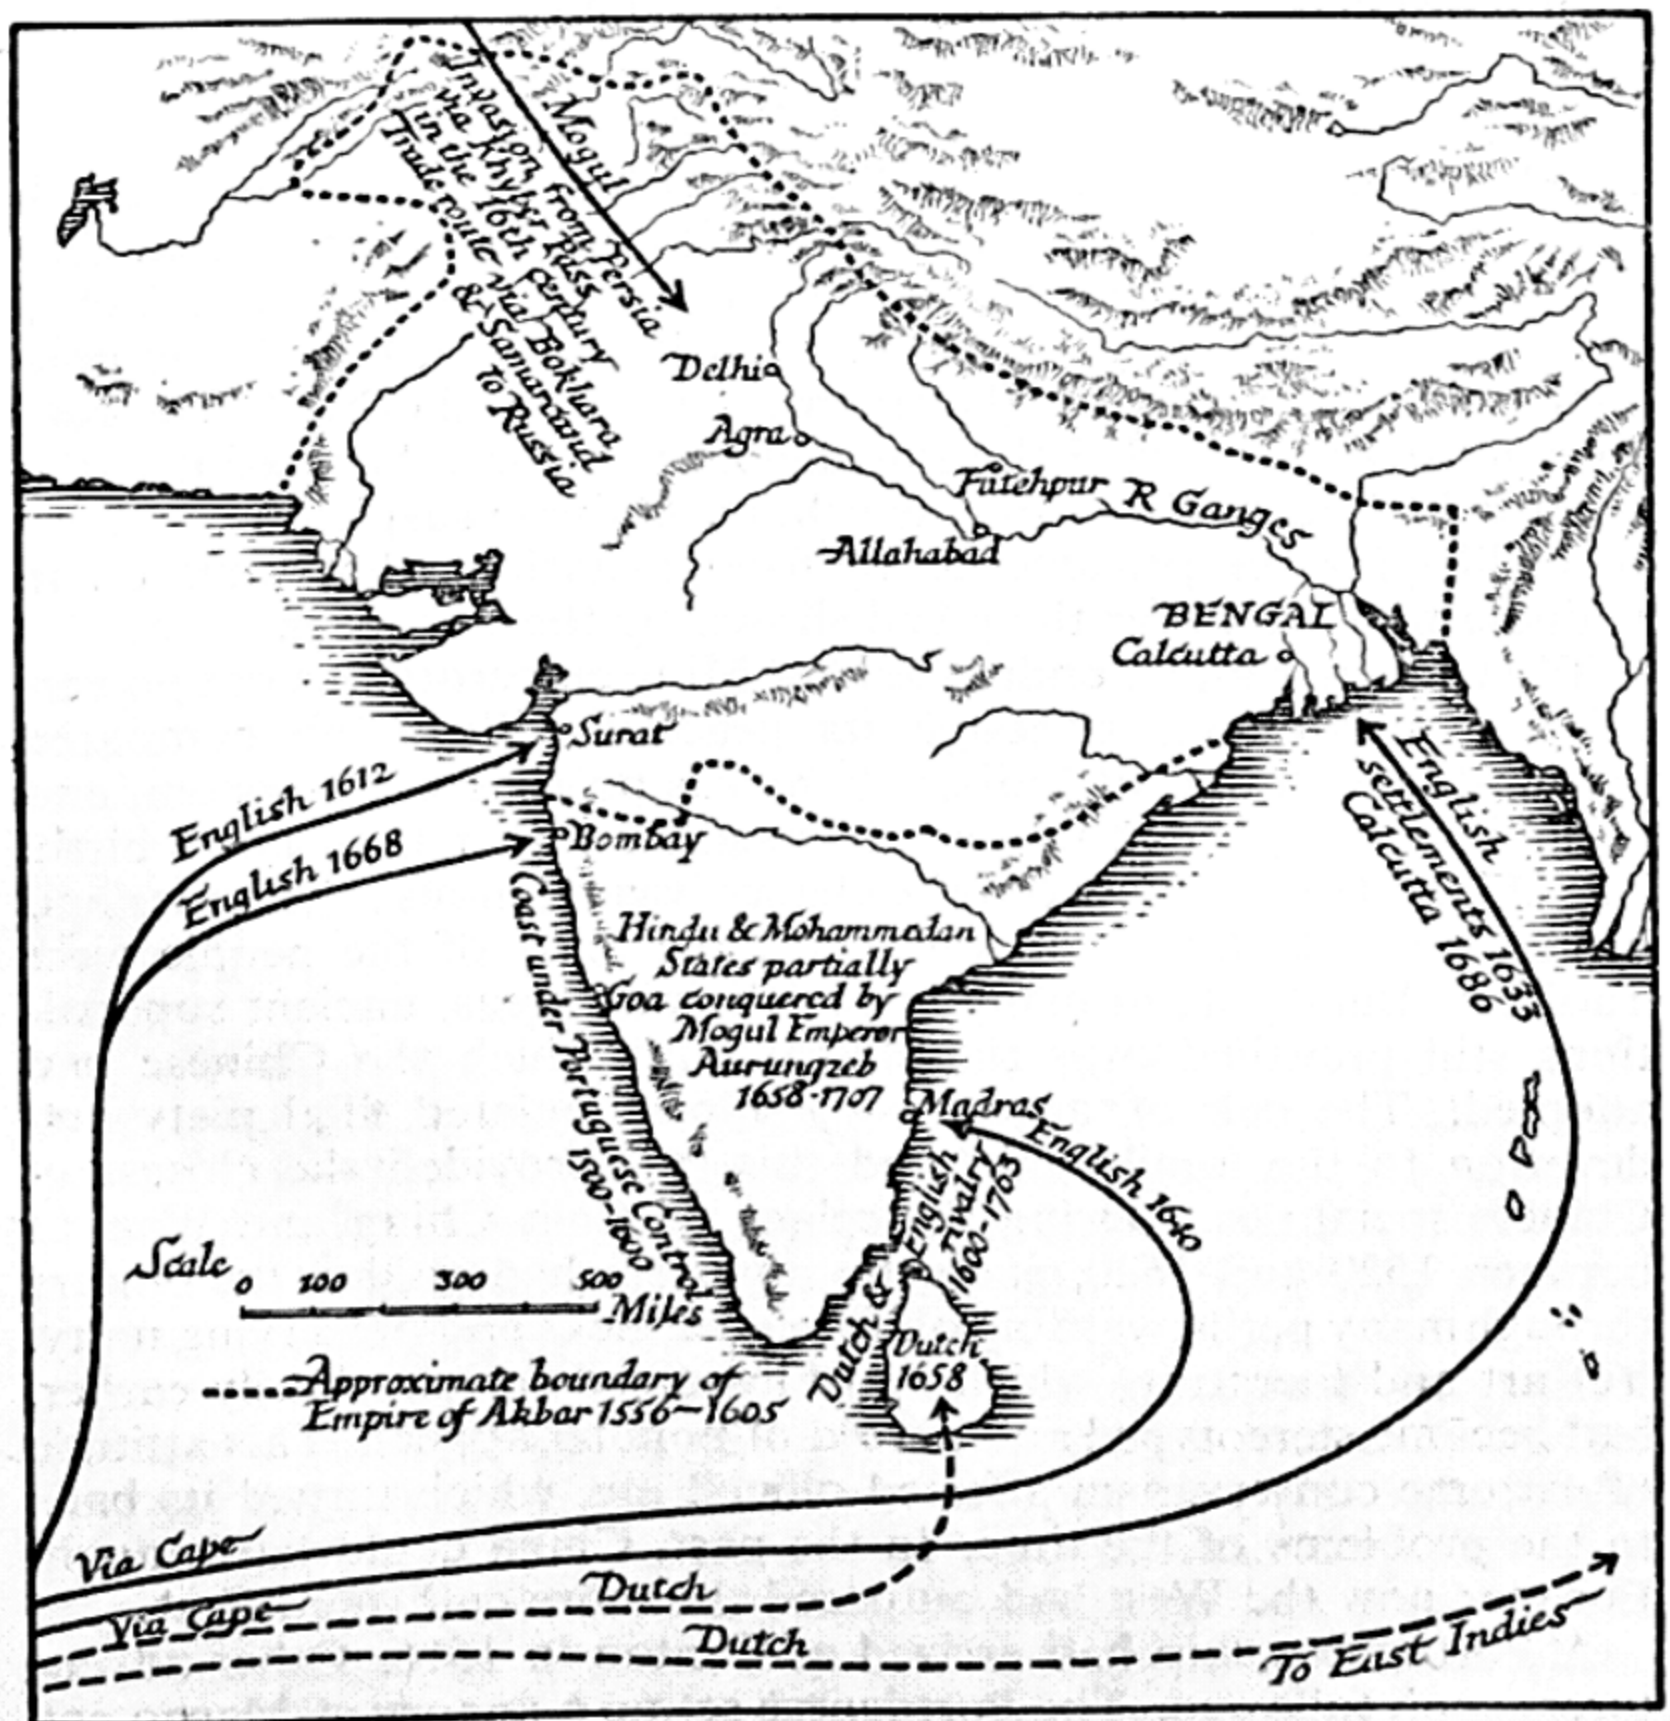 Mogul
Invasion from Persia
via Khyber Pass
in the 16th Century
Trade route via Bokhara
& Samarcand
to Russia
Delhi
Agra
Futehpur
R Ganges
Allahabad
BENGAL
Calcutta
Surat
English 1612
English 1668
Bombay
English
settlements 1633
Calcutta 1686
Coast under Portuguese Control
1500-1600
Hindu & Mohammedan
States partially
Goa conquered by
Mogul Emperor
Aurungzeb
1658-1707
Madras
English 1640
Dutch & English
rivalry
1600-1703
Scale
0 100 300 500
Miles
Dutch
1658
Approximate boundary of
Empire of Akbar 1556-1605
Via Cape
Via Cape
Dutch
Dutch
To East Indies